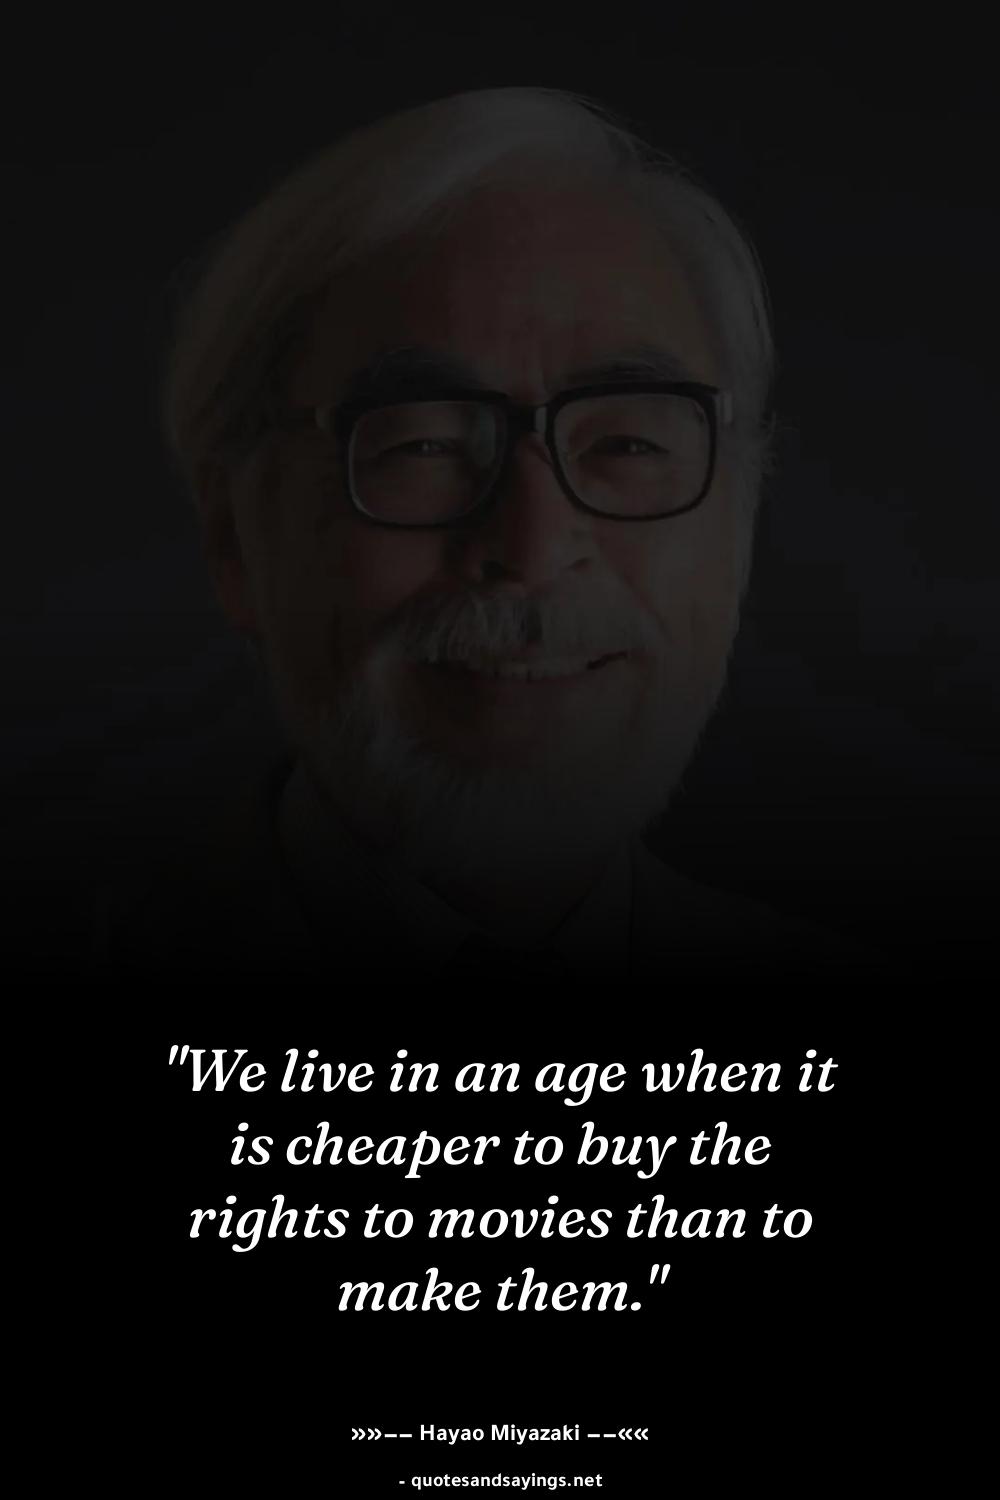 "We live in an age when it
is cheaper to buy the
rights to movies than to
make them."
»»–– Hayao Miyazaki ––««
- quotesandsayings.net